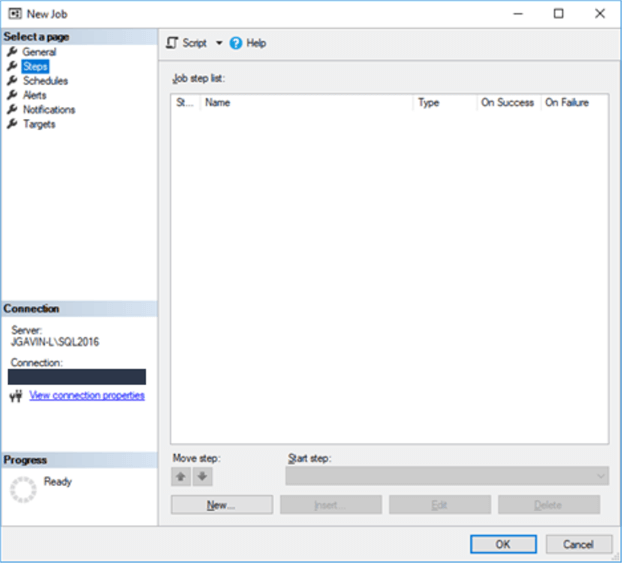 New Job
Select a page
General
Steps
Schedules
Alerts
Notifications
Targets
Script
Help
Job step list:
St... Name Type On Success On Failure
Connection
Server:
JGAVIN-L\SQL2016
Connection:
View connection properties
Progress
Ready
Move step:
Start step:
New... Insert... Edit Delete
OK Cancel